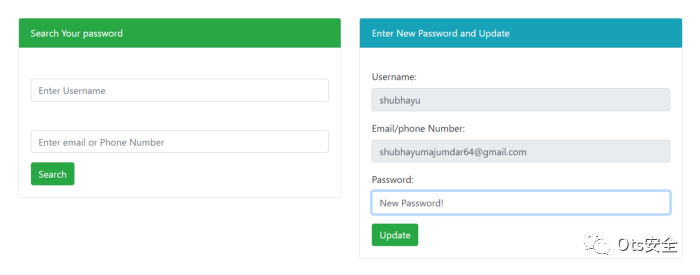 Search Your password
Enter Username
Enter email or Phone Number
Search
Enter New Password and Update
Username:
shubhayu
Email/phone Number:
shubhayumajumdar64@gmail.com
Password:
New Password!
Update
Ots安全